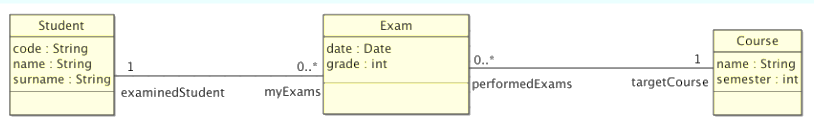 Student
code : String
name : String
surname : String
1
examinedStudent
0..*
myExams
Exam
date : Date
grade : int
0..*
performedExams
1
targetCourse
Course
name : String
semester : int